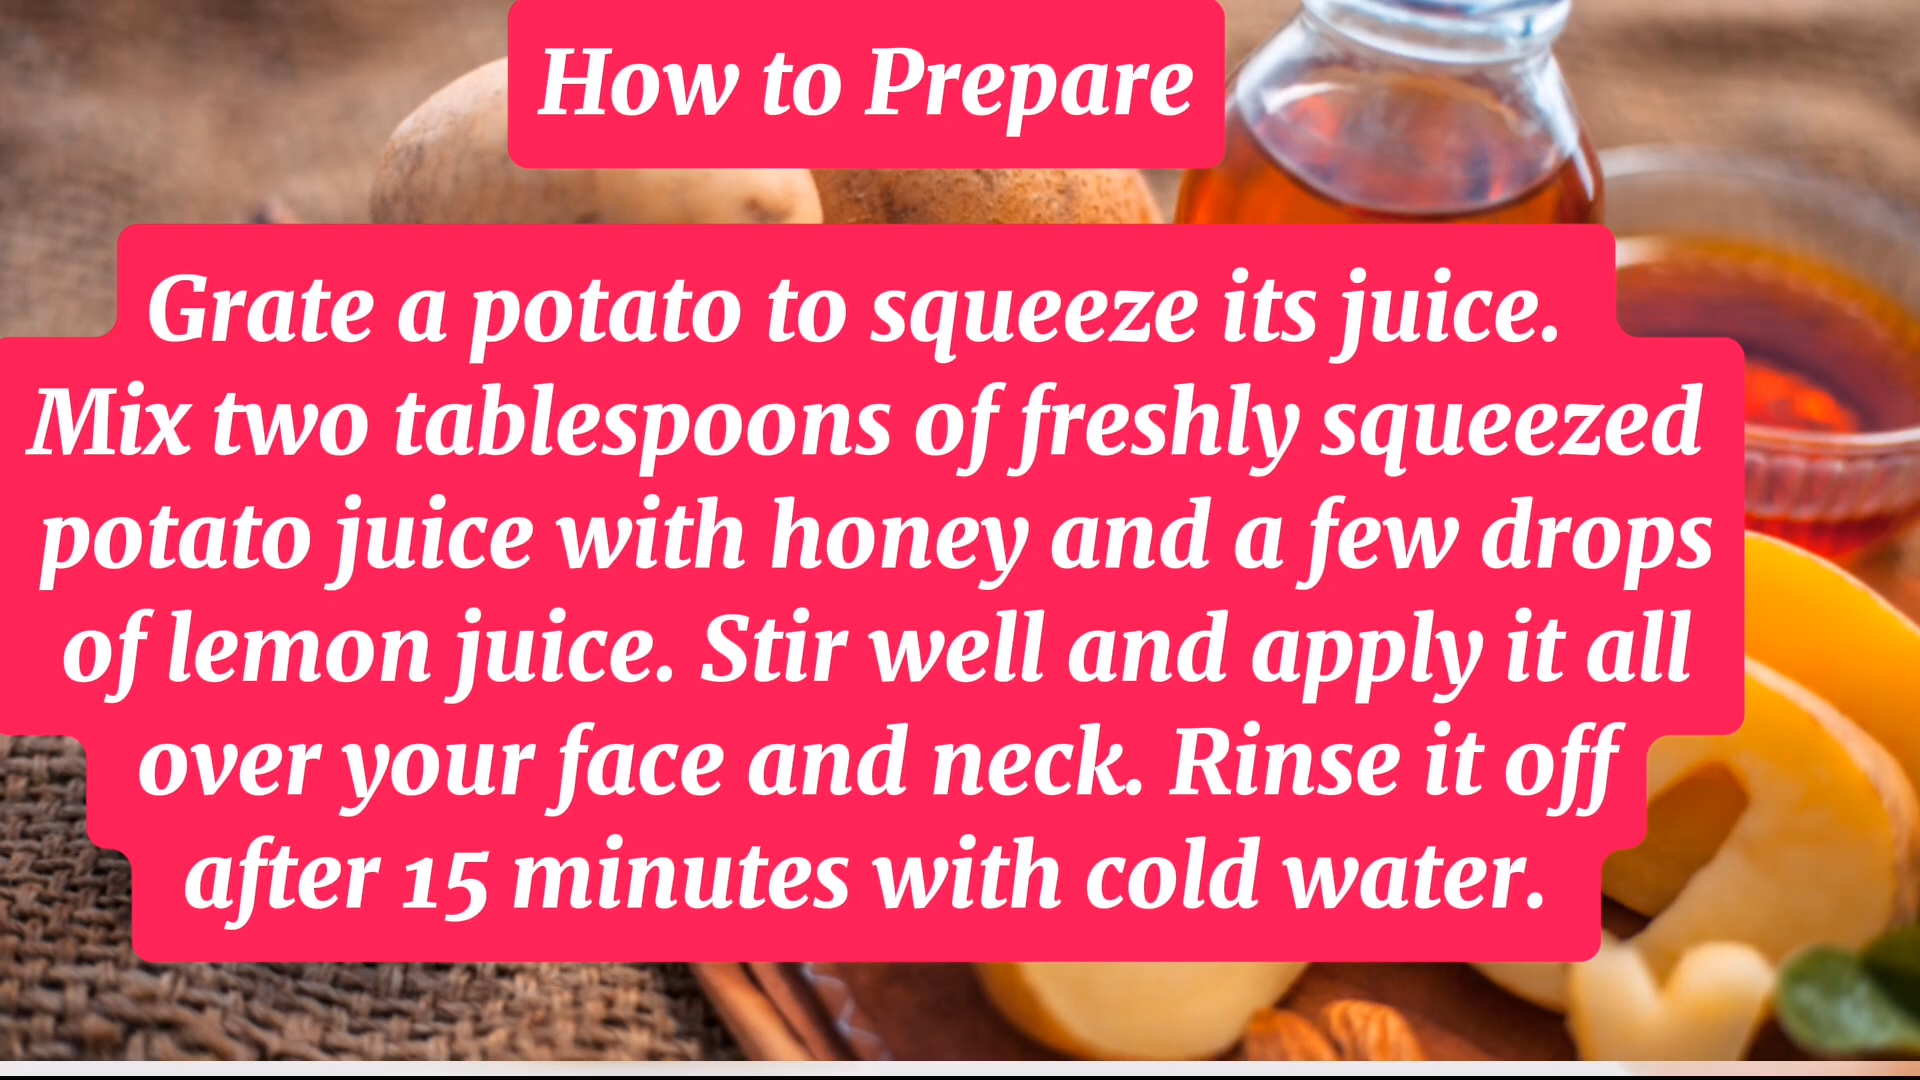 How to Prepare
Grate a potato to squeeze its juice.
Mix two tablespoons of freshly squeezed
potato juice with honey and a few drops
of lemon juice. Stir well and apply it all
over your face and neck. Rinse it off
after 15 minutes with cold water.